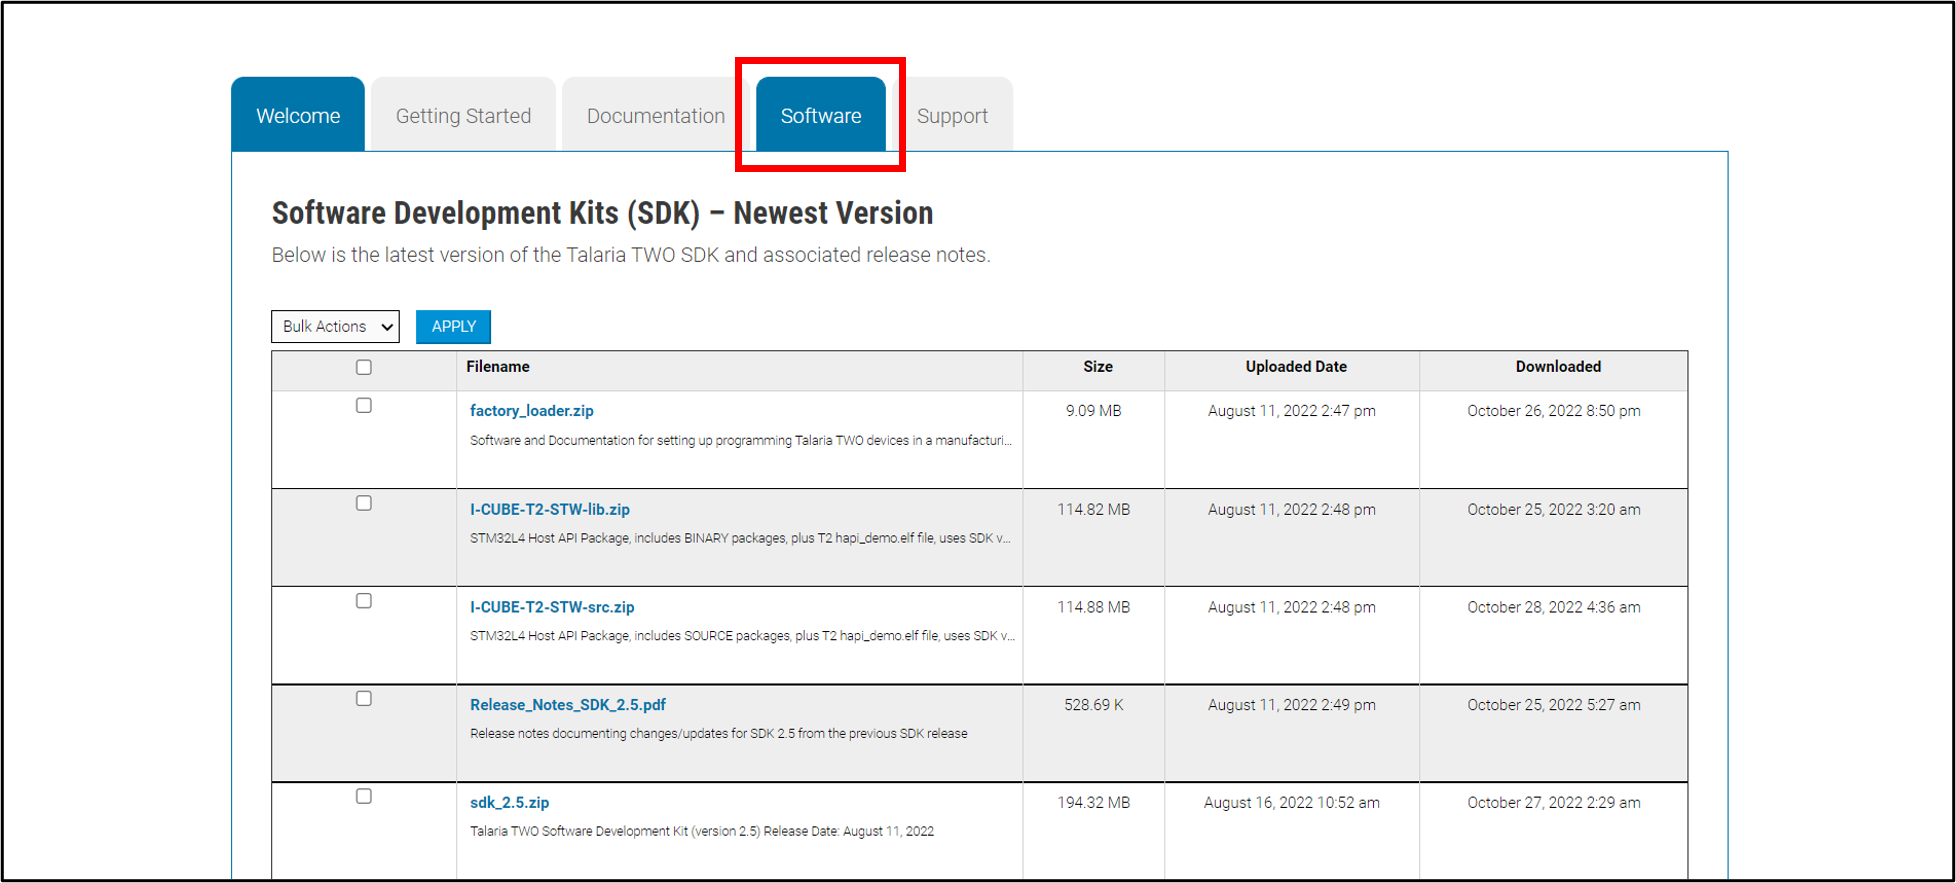 Welcome
Getting Started
Documentation
Software
Support
Software Development Kits (SDK) – Newest Version
Below is the latest version of the Talaria TWO SDK and associated release notes.
Bulk Actions
APPLY
Filename Size Uploaded Date Downloaded
factory_loader.zip 9.09 MB August 11, 2022 2:47 pm October 26, 2022 8:50 pm
Software and Documentation for setting up programming Talaria TWO devices in a manufacturi...
I-CUBE-T2-STW-lib.zip 114.82 MB August 11, 2022 2:48 pm October 25, 2022 3:20 am
STM32L4 Host API Package, includes BINARY packages, plus T2 hapi_demo.elf file, uses SDK v...
I-CUBE-T2-STW-src.zip 114.88 MB August 11, 2022 2:48 pm October 28, 2022 4:36 am
STM32L4 Host API Package, includes SOURCE packages, plus T2 hapi_demo.elf file, uses SDK v...
Release_Notes_SDK_2.5.pdf 528.69 K August 11, 2022 2:49 pm October 25, 2022 5:27 am
Release notes documenting changes/updates for SDK 2.5 from the previous SDK release
sdk_2.5.zip 194.32 MB August 16, 2022 10:52 am October 27, 2022 2:29 am
Talaria TWO Software Development Kit (version 2.5) Release Date: August 11, 2022